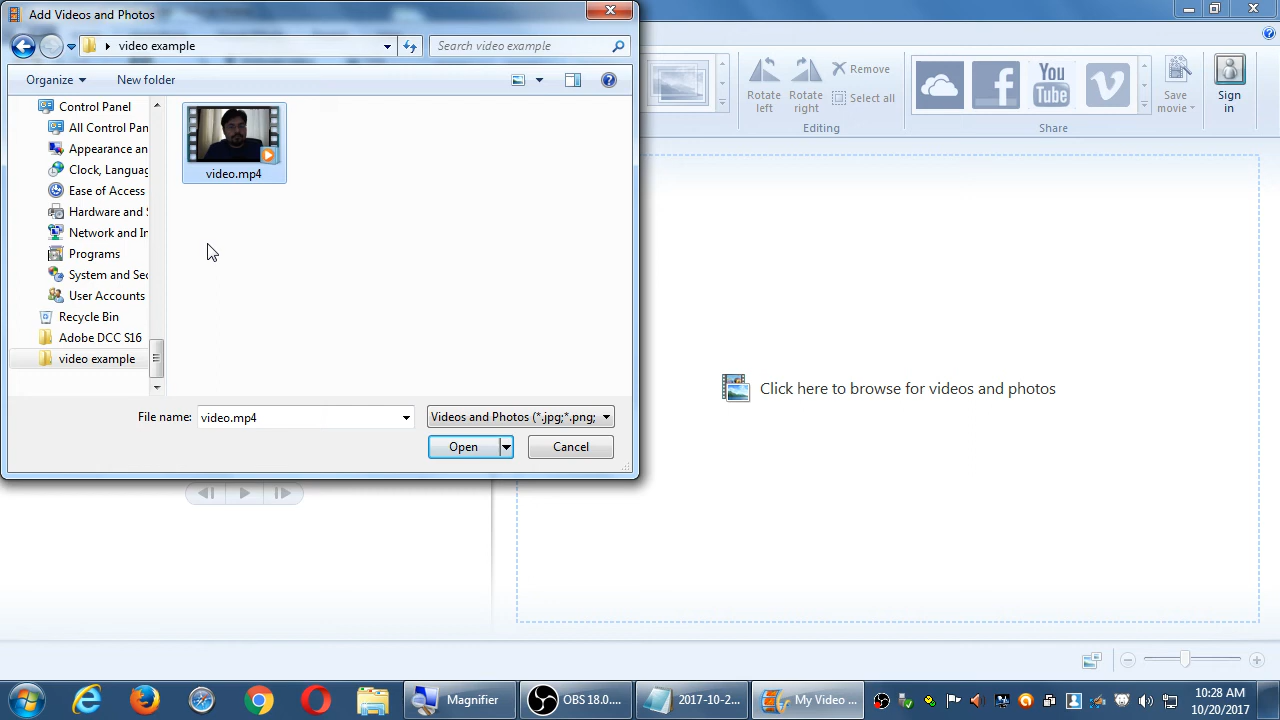 Add Videos and Photos
video example
Search video example
Organize
New folder
Control Panel
All Control Pan
Appearance an
Clock, Languag
Ease of Access
Hardware and S
Network and In
Programs
System and Sec
User Accounts
Recycle Bin
Adobe DCC S16
video example
video.mp4
File name:
video.mp4
Videos and Photos (*.jpg;*.png;
Open
Cancel
Rotate left
Rotate right
Remove
Select all
Editing
You Tube
Share
Save movie
Sign in
Click here to browse for videos and photos
Magnifier
OBS 18.0....
2017-10-2...
My Video ...
10:28 AM
10/20/2017